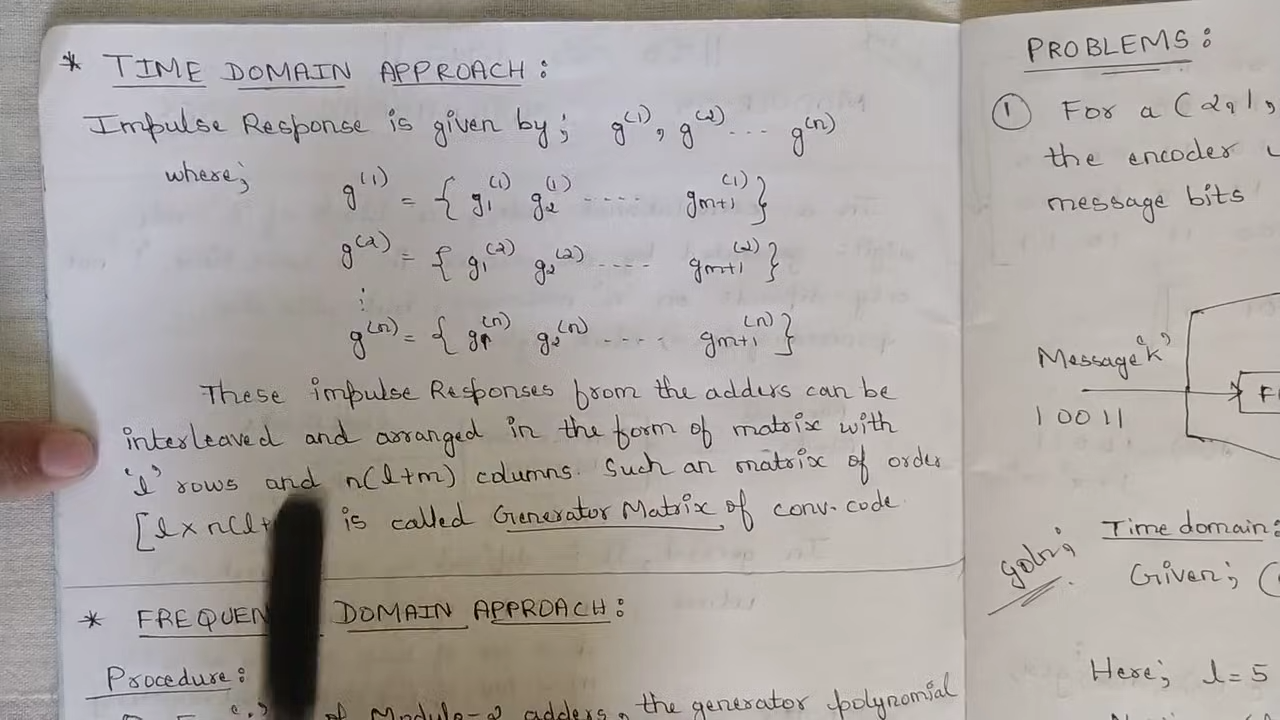 * TIME DOMAIN APPROACH :
Impulse Response is given by; g(1), g(2) ... g(n)
where;
g(1) = { g1(1) g2(1) ---- gm+1(1) }
g(2) = { g1(2) g2(2) ---- gm+1(2) }
⋮
g(n) = { g1(n) g2(n) ---- gm+1(n) }
These impulse Responses from the adders can be
interleaved and arranged in the form of matrix with
'l' rows and n(l+m) columns. Such an matrix of order
[l × n(l+ is called Generator Matrix of conv. code.
* FREQUEN DOMAIN APPROACH :
Procedure :
of Modulo-2 adders, the generator polynomial
PROBLEMS :
① For a (2,1,
the encoder
message bits
Message 'k'
10011
Soln;
Time domain:
Given; (
Here; l = 5